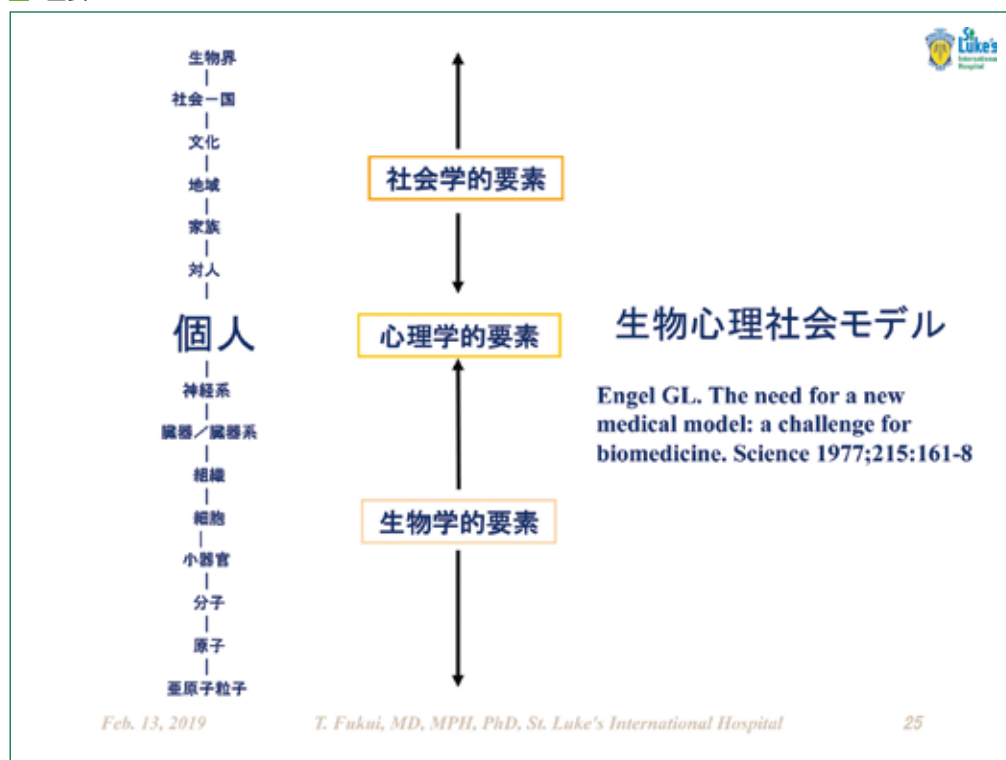 St.
Luke's
International
Hospital
生物界
社会ー国
文化
地域
家族
対人
個人
神経系
臓器／臓器系
組織
細胞
小器官
分子
原子
亜原子粒子
社会学的要素
心理学的要素
生物学的要素
生物心理社会モデル
Engel GL. The need for a new
medical model: a challenge for
biomedicine. Science 1977;215:161-8
Feb. 13, 2019
T. Fukui, MD, MPH, PhD, St. Luke's International Hospital
25